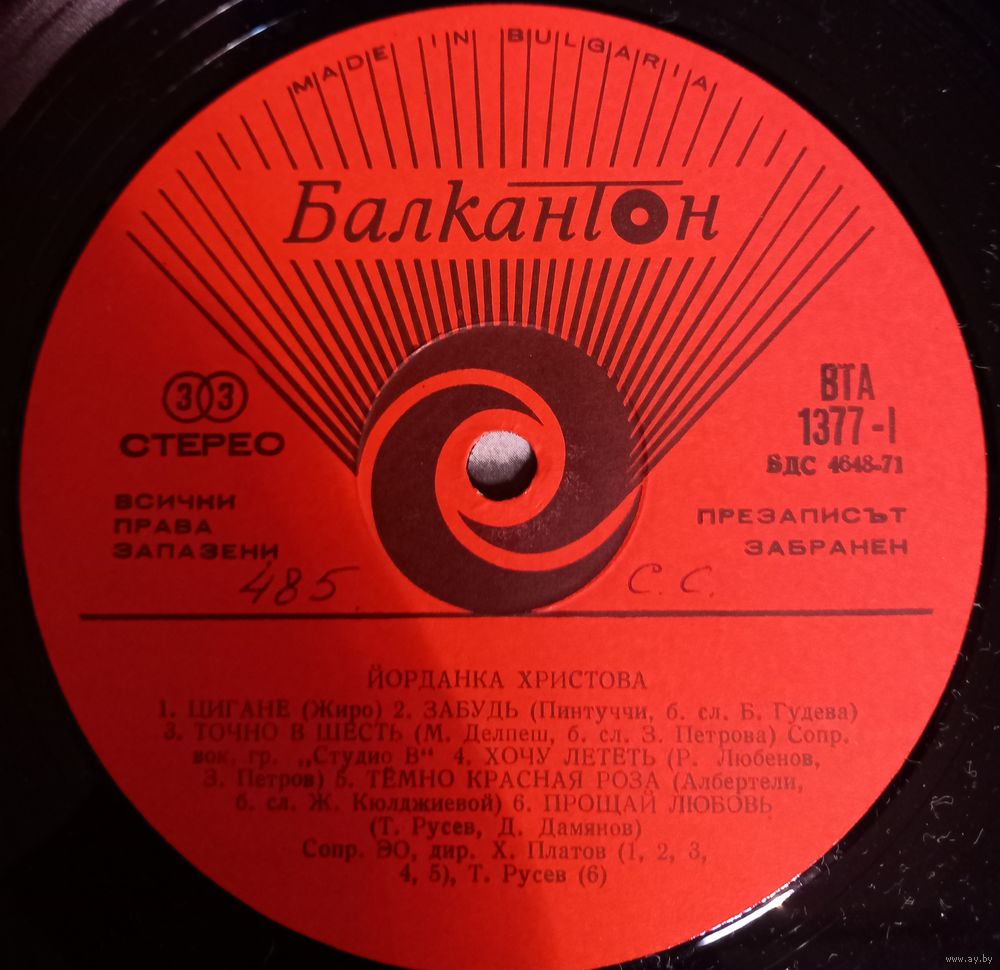 MADE IN BULGARIA
Балкантон
33
СТЕРЕО
ВТА
1377-I
БДС 4648-71
ВСИЧКИ
ПРАВА
ЗАПАЗЕНИ
ПРЕЗАПИСЪТ
ЗАБРАНЕН
485
С.С.
ЙОРДАНКА ХРИСТОВА
1. ЦИГАНЕ (Жиро) 2. ЗАБУДЬ (Пинтуччи, б. сл. Б. Гудева)
3. ТОЧНО В ШЕСТЬ (М. Делпеш, б. сл. З. Петрова) Сопр.
вок. гр. „Студио В“ 4. ХОЧУ ЛЕТЕТЬ (Р. Любенов,
З. Петров) 5. ТЁМНО КРАСНАЯ РОЗА (Албертели,
б. сл. Ж. Кюлджиевой) 6. ПРОЩАЙ ЛЮБОВЬ
(Т. Русев, Д. Дамянов)
Сопр. ЭО, дир. Х. Платов (1, 2, 3,
4, 5), Т. Русев (6)
www.ay.by